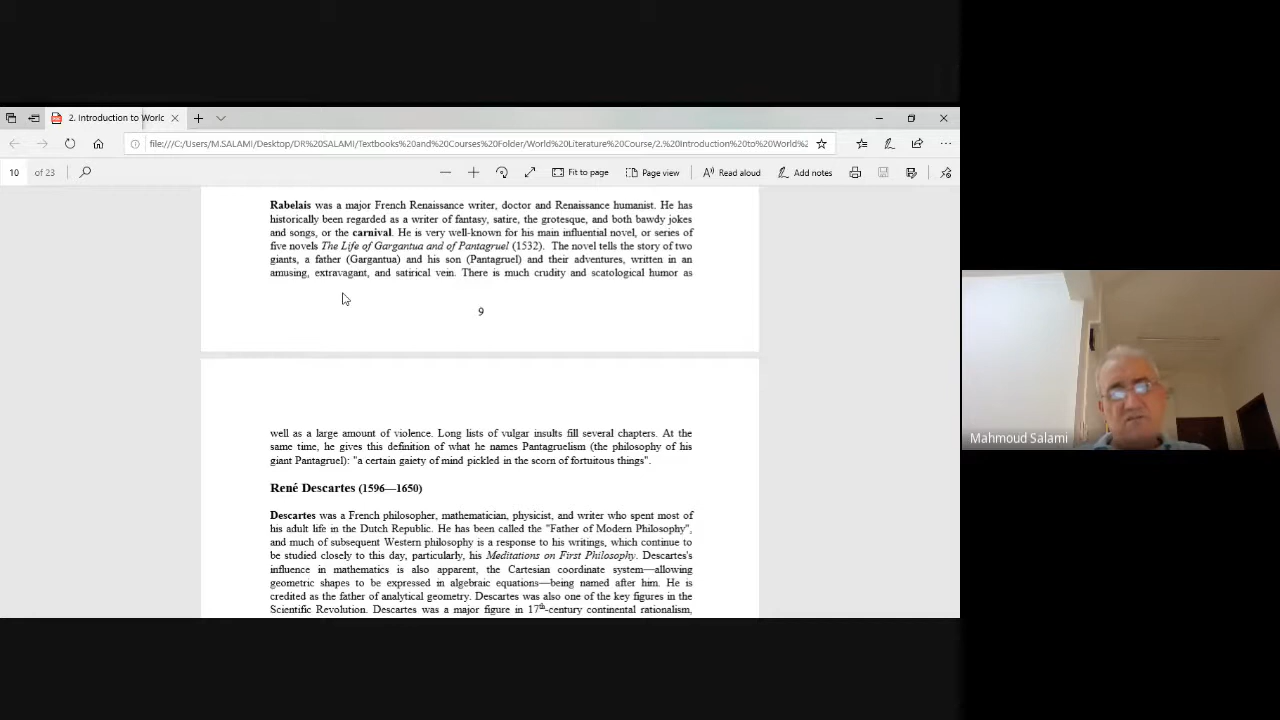 2. Introduction to World
file:///C:/Users/M.SALAMI/Desktop/DR%20SALAMI/Textbooks%20and%20Courses%20Folder/World%20Literature%20Course/2.%20Introduction%20to%20World%2
10 of 23
Fit to page
Page view
Read aloud
Add notes
Rabelais was a major French Renaissance writer, doctor and Renaissance humanist. He has
historically been regarded as a writer of fantasy, satire, the grotesque, and both bawdy jokes
and songs, or the carnival. He is very well-known for his main influential novel, or series of
five novels The Life of Gargantua and of Pantagruel (1532). The novel tells the story of two
giants, a father (Gargantua) and his son (Pantagruel) and their adventures, written in an
amusing, extravagant, and satirical vein. There is much crudity and scatological humor as
9
well as a large amount of violence. Long lists of vulgar insults fill several chapters. At the
same time, he gives this definition of what he names Pantagruelism (the philosophy of his
giant Pantagruel): "a certain gaiety of mind pickled in the scorn of fortuitous things".
René Descartes (1596—1650)
Descartes was a French philosopher, mathematician, physicist, and writer who spent most of
his adult life in the Dutch Republic. He has been called the "Father of Modern Philosophy",
and much of subsequent Western philosophy is a response to his writings, which continue to
be studied closely to this day, particularly, his Meditations on First Philosophy. Descartes's
influence in mathematics is also apparent, the Cartesian coordinate system—allowing
geometric shapes to be expressed in algebraic equations—being named after him. He is
credited as the father of analytical geometry. Descartes was also one of the key figures in the
Scientific Revolution. Descartes was a major figure in 17th-century continental rationalism,
Mahmoud Salami